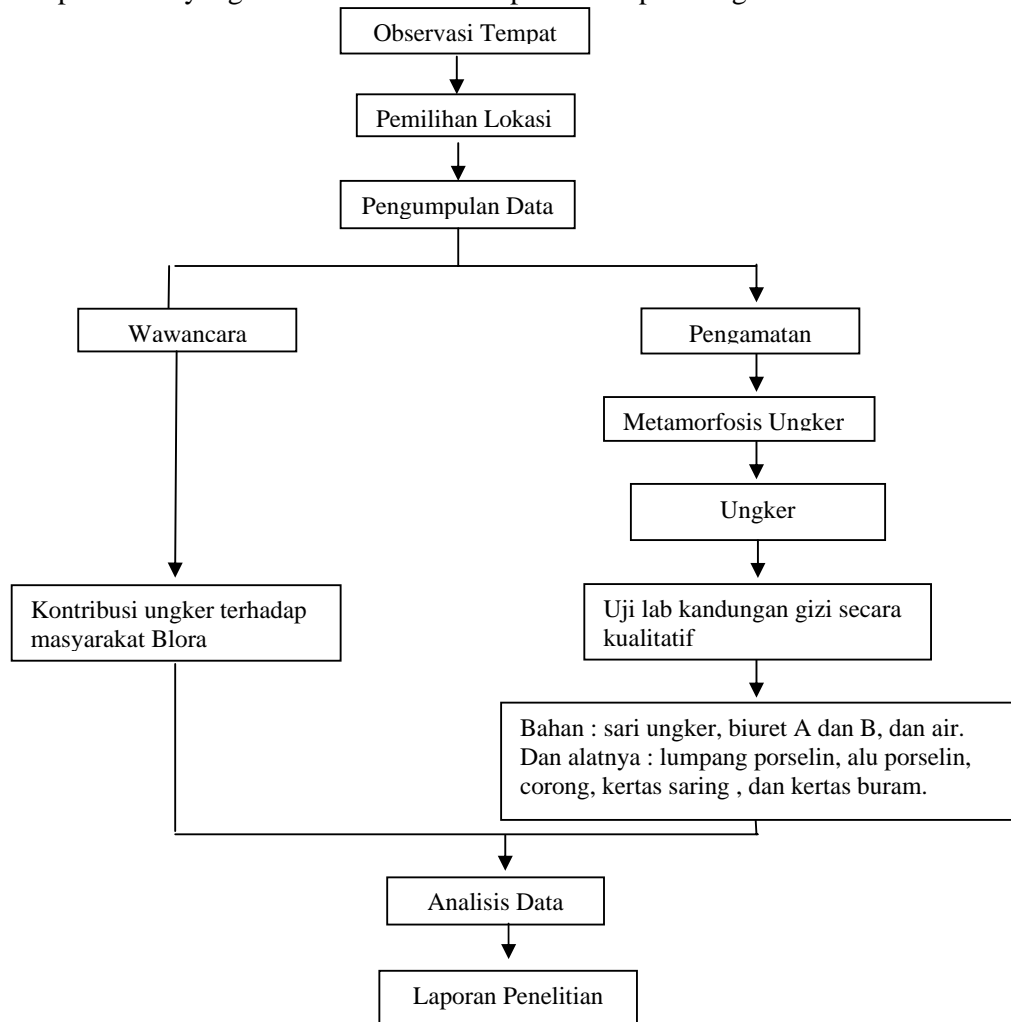 Observasi Tempat
Pemilihan Lokasi
Pengumpulan Data
Wawancara
Pengamatan
Metamorfosis Ungker
Ungker
Kontribusi ungker terhadap
masyarakat Blora
Uji lab kandungan gizi secara
kualitatif
Bahan : sari ungker, biuret A dan B, dan air.
Dan alatnya : lumpang porselin, alu porselin,
corong, kertas saring , dan kertas buram.
Analisis Data
Laporan Penelitian